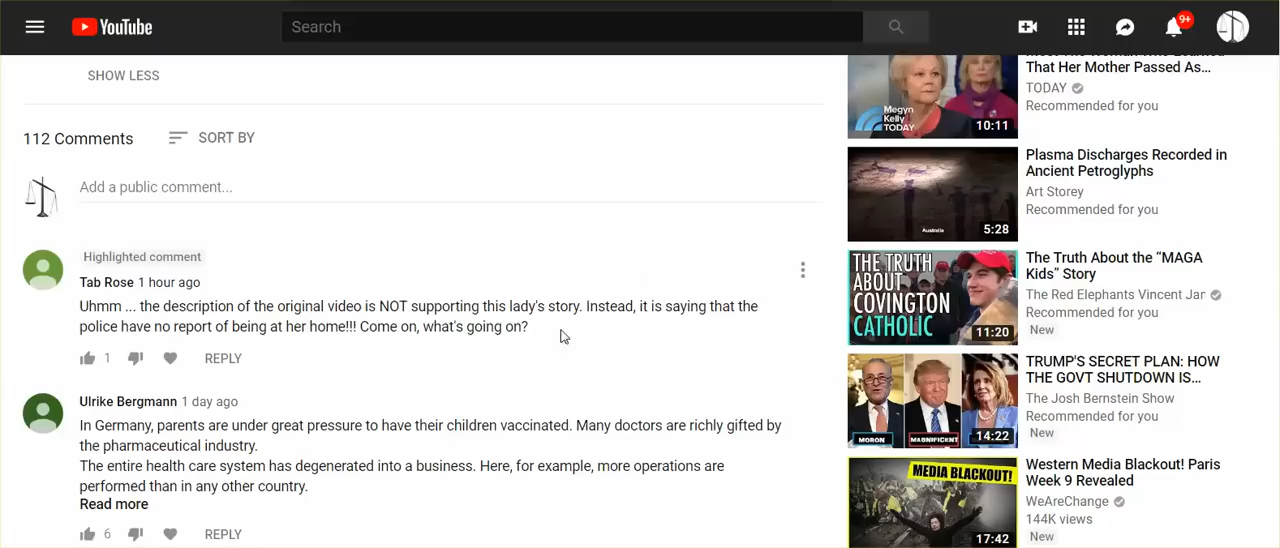 YouTube
Search
9+
SHOW LESS
112 Comments
SORT BY
Add a public comment...
Highlighted comment
Tab Rose 1 hour ago
Uhmm ... the description of the original video is NOT supporting this lady's story. Instead, it is saying that the
police have no report of being at her home!!! Come on, what's going on?
1
REPLY
Ulrike Bergmann 1 day ago
In Germany, parents are under great pressure to have their children vaccinated. Many doctors are richly gifted by
the pharmaceutical industry.
The entire health care system has degenerated into a business. Here, for example, more operations are
performed than in any other country.
Read more
6
REPLY
Megyn
Kelly
TODAY
10:11
That Her Mother Passed As...
TODAY
Recommended for you
Australia
5:28
Plasma Discharges Recorded in
Ancient Petroglyphs
Art Storey
Recommended for you
THE TRUTH
ABOUT
COVINGTON
CATHOLIC
11:20
The Truth About the “MAGA
Kids” Story
The Red Elephants Vincent Jar
Recommended for you
New
MORON
MAGNIFICENT
14:22
TRUMP'S SECRET PLAN: HOW
THE GOVT SHUTDOWN IS...
The Josh Bernstein Show
Recommended for you
New
MEDIA BLACKOUT!
17:42
Western Media Blackout! Paris
Week 9 Revealed
WeAreChange
144K views
New